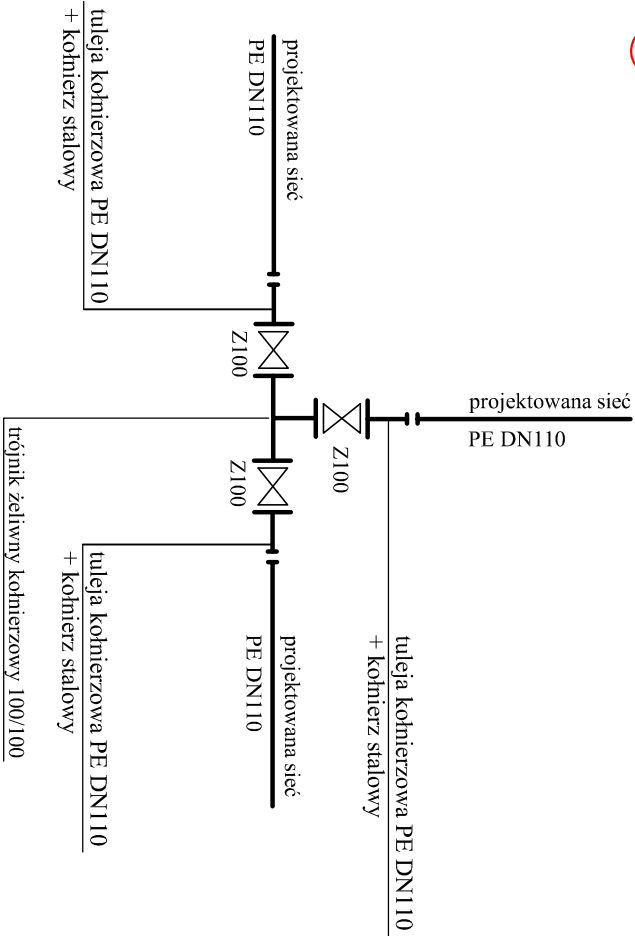 tuleja kołnierzowa PE DN110
+ kołnierz stalowy
projektowana sieć
PE DN110
Z100
projektowana sieć
PE DN110
Z100
Z100
trójnik żeliwny kołnierzowy 100/100
tuleja kołnierzowa PE DN110
+ kołnierz stalowy
projektowana sieć
PE DN110
tuleja kołnierzowa PE DN110
+ kołnierz stalowy